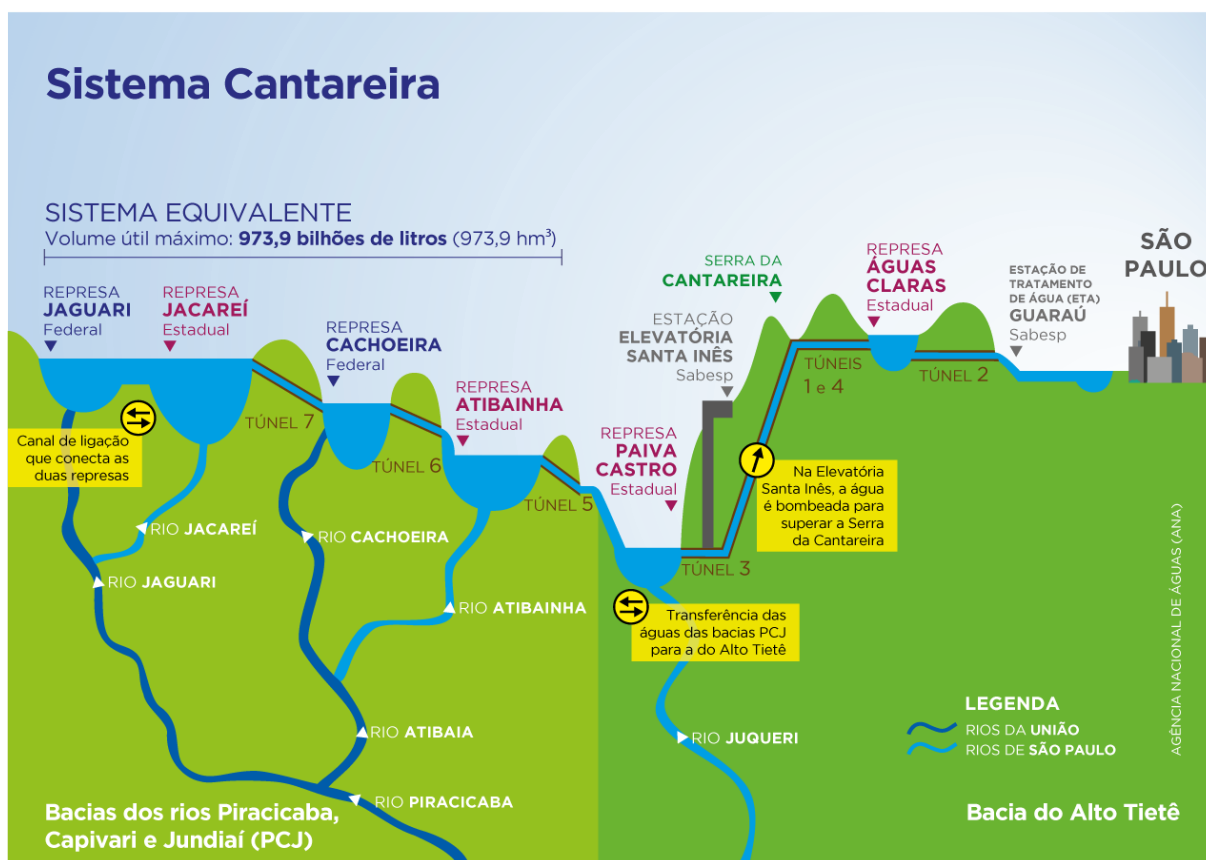 Sistema Cantareira
SISTEMA EQUIVALENTE
Volume útil máximo: 973,9 bilhões de litros (973,9 hm³)
REPRESA
JAGUARI
Federal
REPRESA
JACAREÍ
Estadual
REPRESA
CACHOEIRA
Federal
REPRESA
ATIBAINHA
Estadual
REPRESA
PAIVA
CASTRO
Estadual
ESTAÇÃO
ELEVATÓRIA
SANTA INÊS
Sabesp
SERRA DA
CANTAREIRA
REPRESA
ÁGUAS
CLARAS
Estadual
ESTAÇÃO DE
TRATAMENTO
DE ÁGUA (ETA)
GUARAÚ
Sabesp
SÃO
PAULO
TÚNEL 7
TÚNEL 6
TÚNEL 5
TÚNEL 3
TÚNEIS
1 e 4
TÚNEL 2
Canal de ligação
que conecta as
duas represas
Na Elevatória
Santa Inês, a água
é bombeada para
superar a Serra
da Cantareira
Transferência das
águas das bacias PCJ
para a do Alto Tietê
RIO JACAREÍ
RIO JAGUARI
RIO CACHOEIRA
RIO ATIBAINHA
RIO ATIBAIA
RIO PIRACICABA
RIO JUQUERI
LEGENDA
RIOS DA UNIÃO
RIOS DE SÃO PAULO
Bacias dos rios Piracicaba,
Capivari e Jundiaí (PCJ)
Bacia do Alto Tietê
AGÊNCIA NACIONAL DE ÁGUAS (ANA)